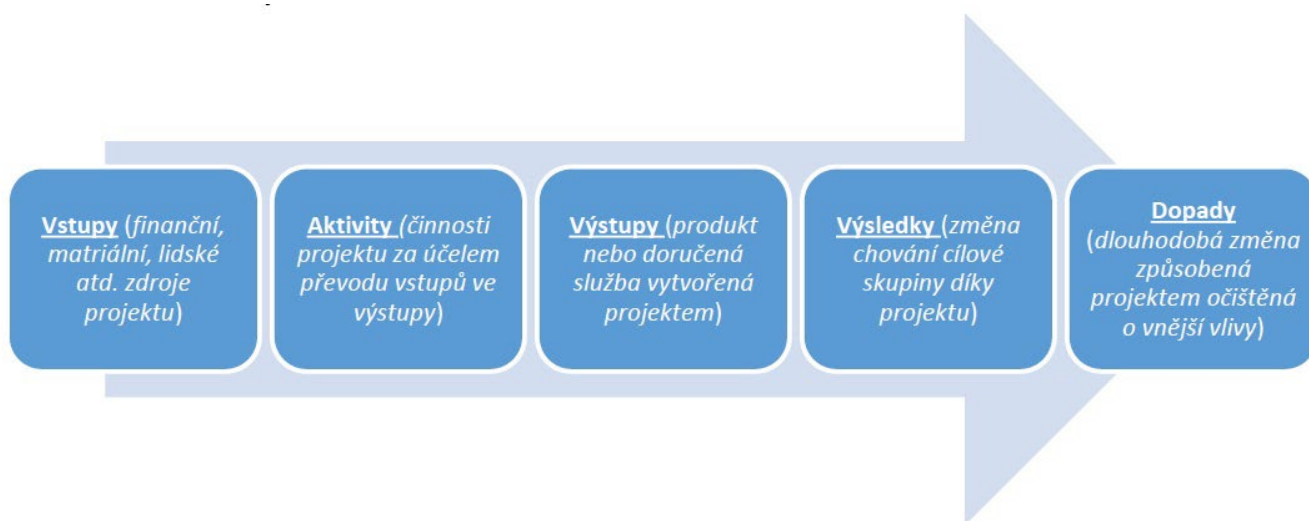 Vstupy (finanční,
matriální, lidské
atd. zdroje
projektu)
Aktivity (činnosti
projektu za účelem
převodu vstupů ve
výstupy)
Výstupy (produkt
nebo doručená
služba vytvořená
projektem)
Výsledky (změna
chování cílové
skupiny díky
projektu)
Dopady
(dlouhodobá změna
způsobená
projektem očištěná
o vnější vlivy)